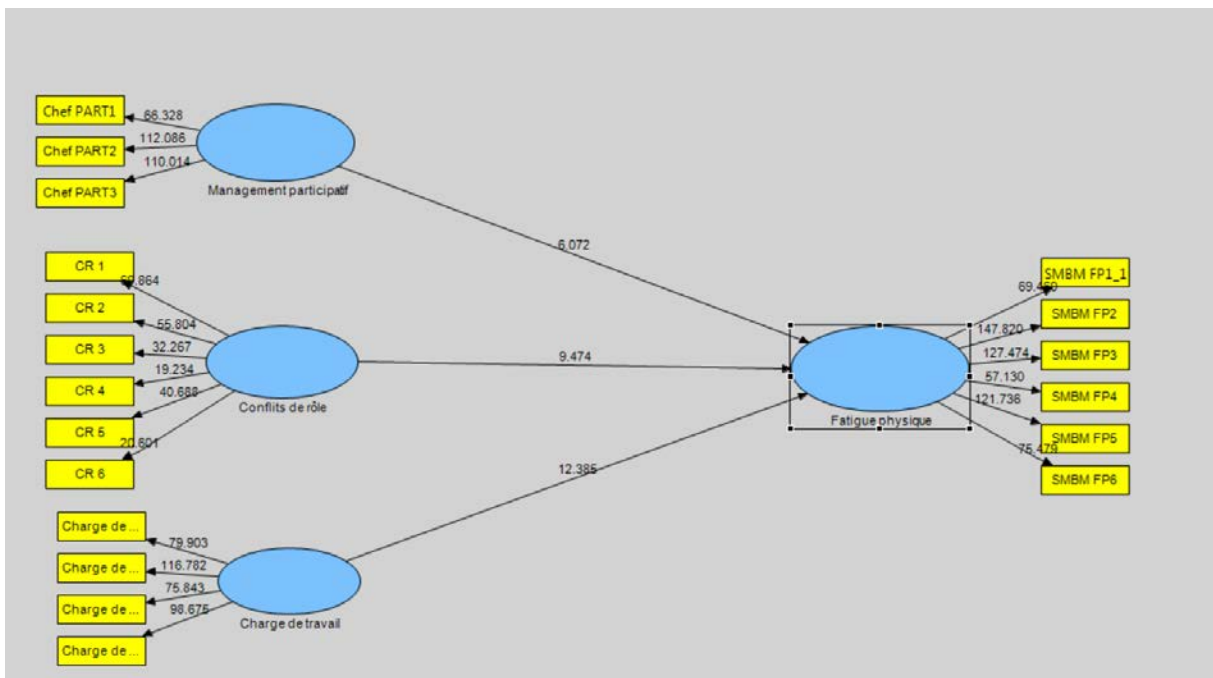 Chef PART1
66.328
Chef PART2
112.086
Chef PART3
110.014
Management participatif
6.072
CR 1
CR 2
55.804
CR 3
32.267
CR 4
19.234
CR 5
40.688
CR 6
20.601
Conflits de rôle
9.474
Charge de...
79.903
Charge de...
116.782
Charge de...
75.843
Charge de...
98.675
Charge de travail
12.385
Fatigue physique
SMBM FP1_1
SMBM FP2
147.820
SMBM FP3
127.474
SMBM FP4
57.130
SMBM FP5
121.736
SMBM FP6
75.479